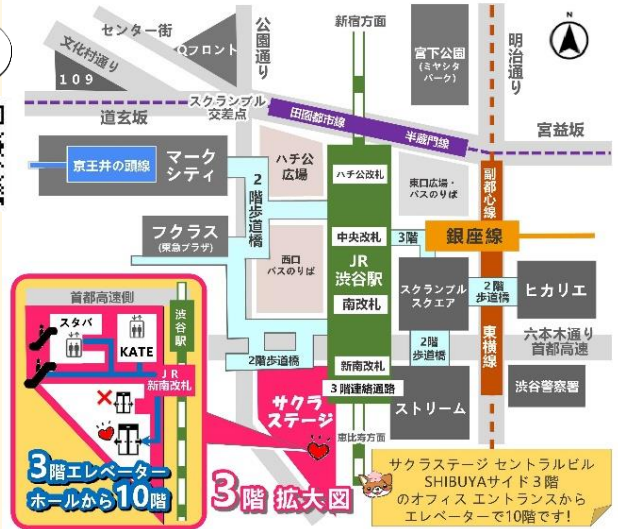 センター街
文化村通り
Qフロント
109
公園通り
新宿方面
宮下公園
(ミヤシタ
パーク)
明治通り
N
スクランブル
交差点
道玄坂
田園都市線
半蔵門線
宮益坂
京王井の頭線
マーク
シティ
2階歩道橋
ハチ公
広場
ハチ公改札
東口広場・
バスのりば
副都心線
フクラス
(東急プラザ)
西口
バスのりば
中央改札
3階
銀座線
JR
渋谷駅
南改札
スクランブル
スクエア
2階
歩道橋
ヒカリエ
東横線
六本木通り
首都高速
2階歩道橋
新南改札
2階
歩道橋
3階連絡通路
サクラ
ステージ
ストリーム
渋谷警察署
恵比寿方面
首都高速側
渋谷駅
スタバ
KATE
JR
新南改札
3階エレベーター
ホールから10階
3階 拡大図
サクラステージ セントラルビル
SHIBUYAサイド3階
のオフィス エントランスから
エレベーターで10階です!